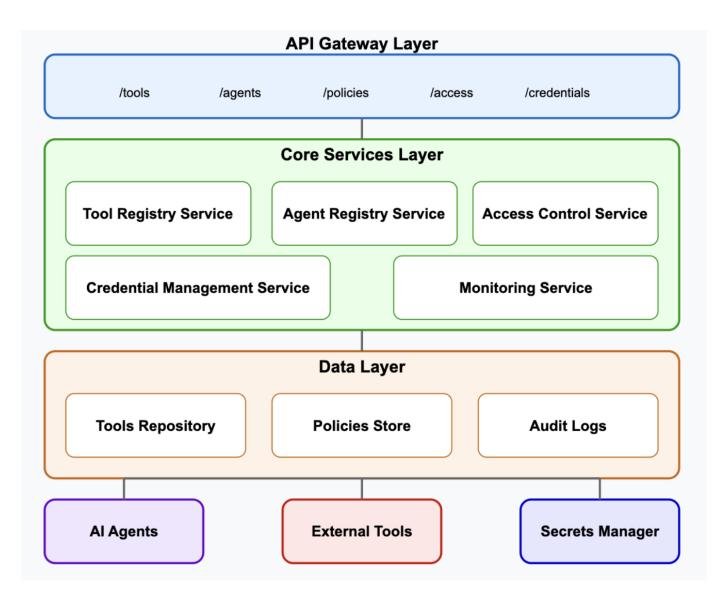 API Gateway Layer
/tools /agents /policies /access /credentials
Core Services Layer
Tool Registry Service Agent Registry Service Access Control Service
Credential Management Service Monitoring Service
Data Layer
Tools Repository Policies Store Audit Logs
AI Agents External Tools Secrets Manager